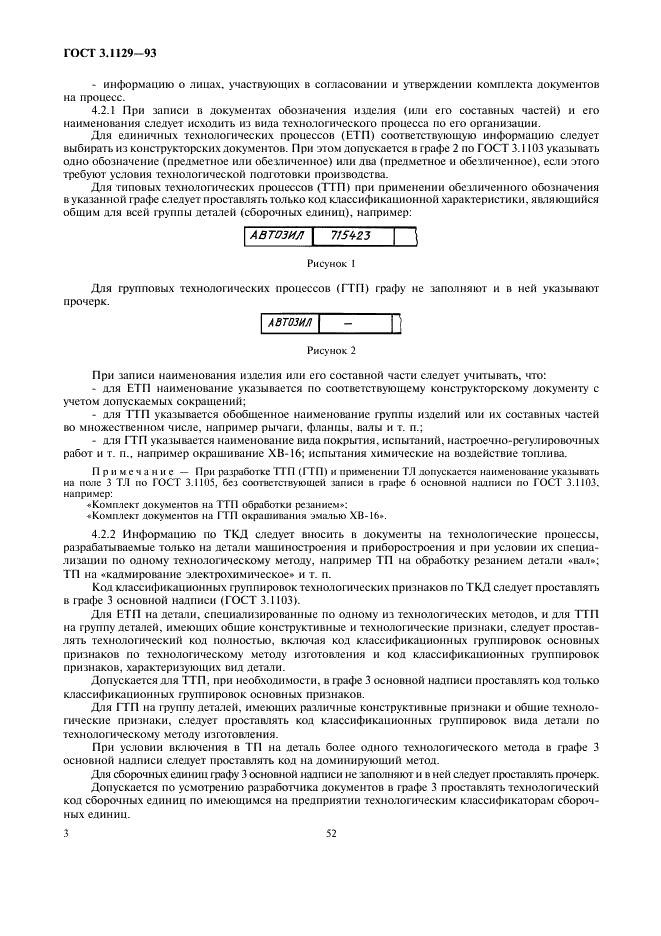 ГОСТ 3.1129—93
- информацию о лицах, участвующих в согласовании и утверждении комплекта документов
на процесс.
4.2.1 При записи в документах обозначения изделия (или его составных частей) и его
наименования следует исходить из вида технологического процесса по его организации.
Для единичных технологических процессов (ЕТП) соответствующую информацию следует
выбирать из конструкторских документов. При этом допускается в графе 2 по ГОСТ 3.1103 указывать
одно обозначение (предметное или обезличенное) или два (предметное и обезличенное), если этого
требуют условия технологической подготовки производства.
Для типовых технологических процессов (ТТП) при применении обезличенного обозначения
в указанной графе следует проставлять только код классификационной характеристики, являющийся
общим для всей группы деталей (сборочных единиц), например:
АВТОЗИЛ 715423
Рисунок 1
Для групповых технологических процессов (ГТП) графу не заполняют и в ней указывают
прочерк.
АВТОЗИЛ —
Рисунок 2
При записи наименования изделия или его составной части следует учитывать, что:
- для ЕТП наименование указывается по соответствующему конструкторскому документу с
учетом допускаемых сокращений;
- для ТТП указывается обобщенное наименование группы изделий или их составных частей
во множественном числе, например рычаги, фланцы, валы и т. п.;
- для ГТП указывается наименование вида покрытия, испытаний, настроечно-регулировочных
работ и т. п., например окрашивание ХВ-16; испытания химические на воздействие топлива.
Примечание — При разработке ТТП (ГТП) и применении ТЛ допускается наименование указывать
на поле 3 ТЛ по ГОСТ 3.1105, без соответствующей записи в графе 6 основной надписи по ГОСТ 3.1103,
например:
«Комплект документов на ТТП обработки резанием»;
«Комплект документов на ГТП окрашивания эмалью ХВ-16».
4.2.2 Информацию по ТКД следует вносить в документы на технологические процессы,
разрабатываемые только на детали машиностроения и приборостроения и при условии их специа-
лизации по одному технологическому методу, например ТП на обработку резанием детали «вал»;
ТП на «кадмирование электрохимическое» и т. п.
Код классификационных группировок технологических признаков по ТКД следует проставлять
в графе 3 основной надписи (ГОСТ 3.1103).
Для ЕТП на детали, специализированные по одному из технологических методов, и для ТТП
на группу деталей, имеющих общие конструктивные и технологические признаки, следует простав-
лять технологический код полностью, включая код классификационных группировок основных
признаков по технологическому методу изготовления и код классификационных группировок
признаков, характеризующих вид детали.
Допускается для ТТП, при необходимости, в графе 3 основной надписи проставлять код только
классификационных группировок основных признаков.
Для ГТП на группу деталей, имеющих различные конструктивные признаки и общие техноло-
гические признаки, следует проставлять код классификационных группировок вида детали по
технологическому методу изготовления.
При условии включения в ТП на деталь более одного технологического метода в графе 3
основной надписи следует проставлять код на доминирующий метод.
Для сборочных единиц графу 3 основной надписи не заполняют и в ней следует проставлять прочерк.
Допускается по усмотрению разработчика документов в графе 3 проставлять технологический
код сборочных единиц по имеющимся на предприятии технологическим классификаторам сбороч-
ных единиц.
3 52